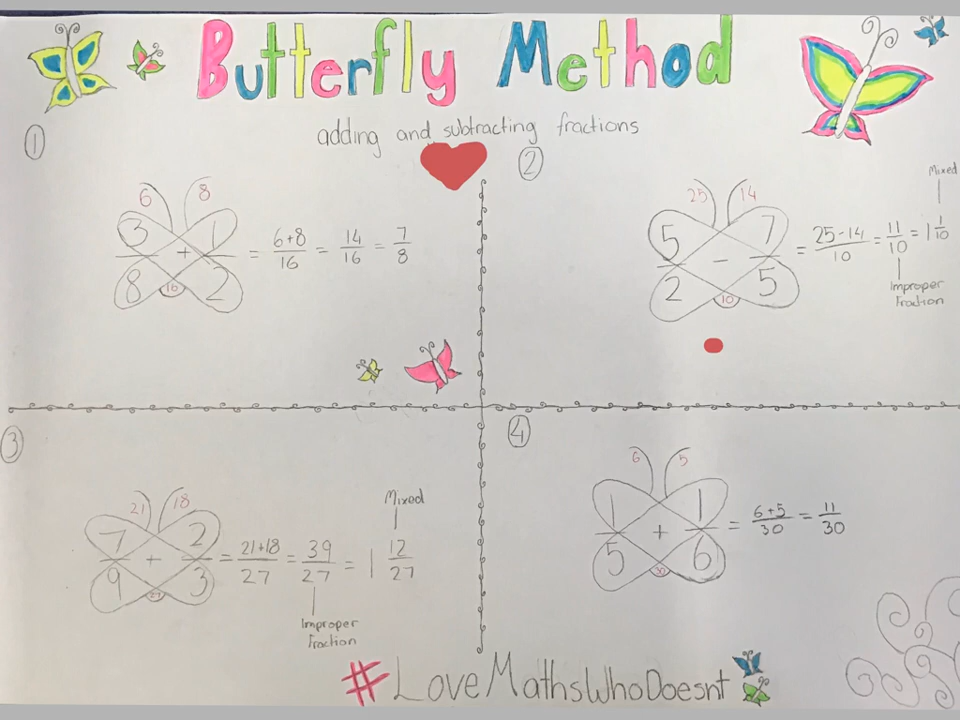 Butterfly Method
adding and subtracting fractions
1
6 8
3/8 + 1/2 = 6+8/16 = 14/16 = 7/8
16
2
Mixed
25 14
5/2 - 7/5 = 25-14/10 = 11/10 = 1 1/10
10
Improper
fraction
3
Mixed
21 18
7/9 + 2/3 = 21+18/27 = 39/27 = 1 12/27
27
Improper
fraction
4
6 5
1/5 + 1/6 = 6+5/30 = 11/30
30
#LoveMathsWhoDoesnt